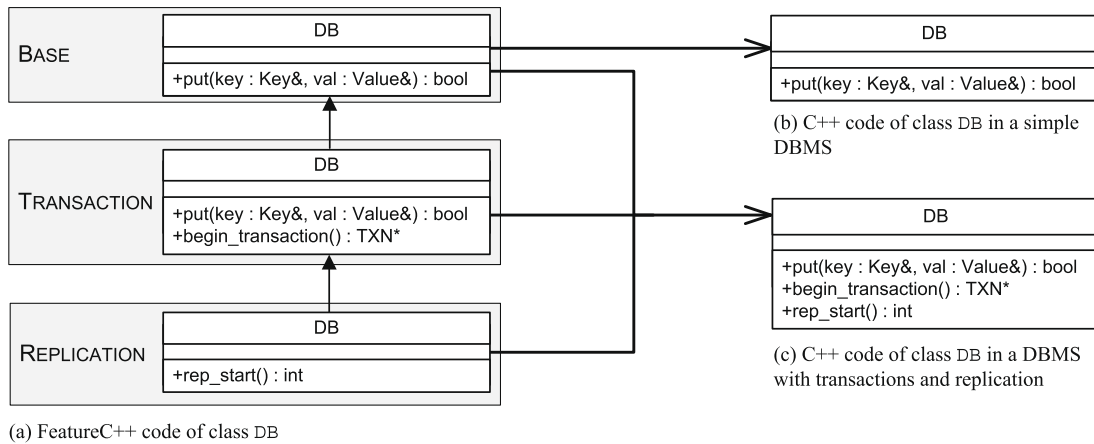 BASE
DB
+put(key : Key&, val : Value&) : bool
TRANSACTION
DB
+put(key : Key&, val : Value&) : bool
+begin_transaction() : TXN*
REPLICATION
DB
+rep_start() : int
(a) FeatureC++ code of class DB
DB
+put(key : Key&, val : Value&) : bool
(b) C++ code of class DB in a simple
DBMS
DB
+put(key : Key&, val : Value&) : bool
+begin_transaction() : TXN*
+rep_start() : int
(c) C++ code of class DB in a DBMS
with transactions and replication